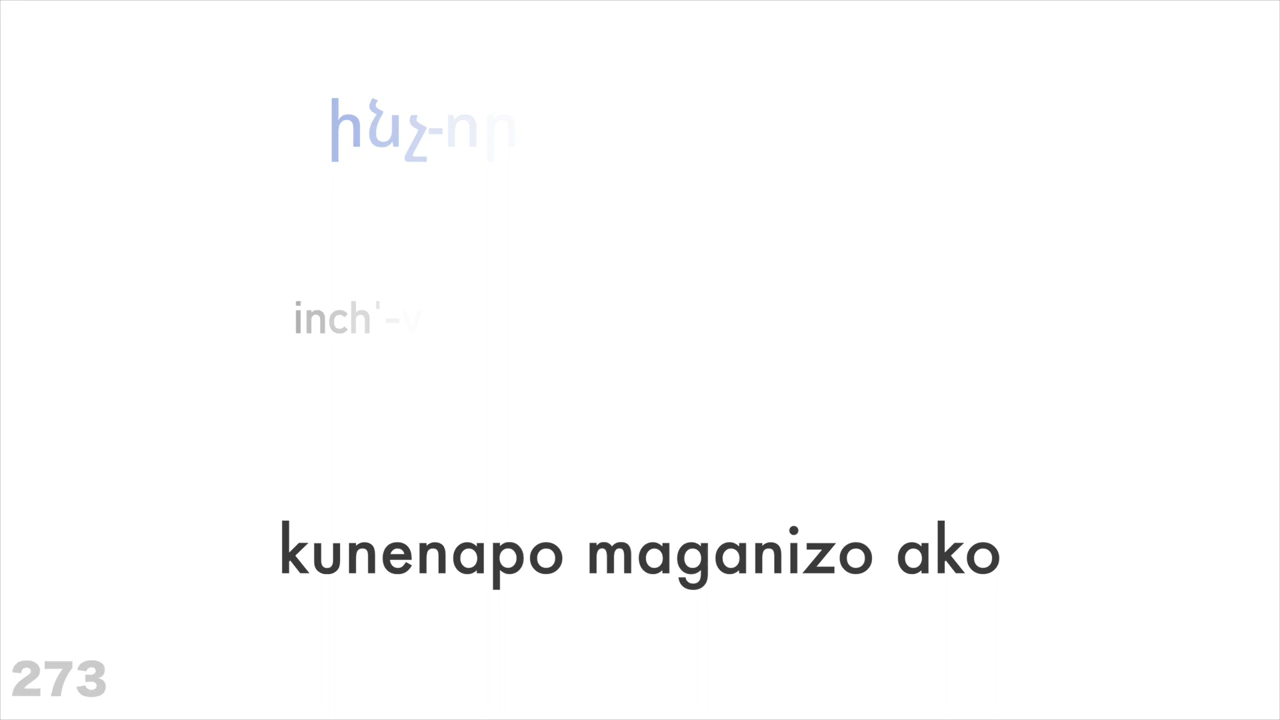 ինչ-որ
inch'-v
kunenapo maganizo ako
273